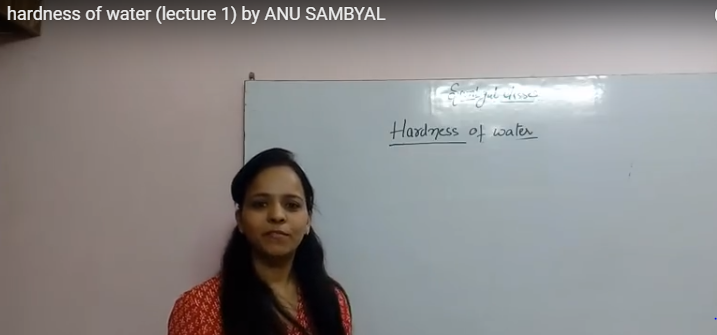 hardness of water (lecture 1) by ANU SAMBYAL
Hardness of water